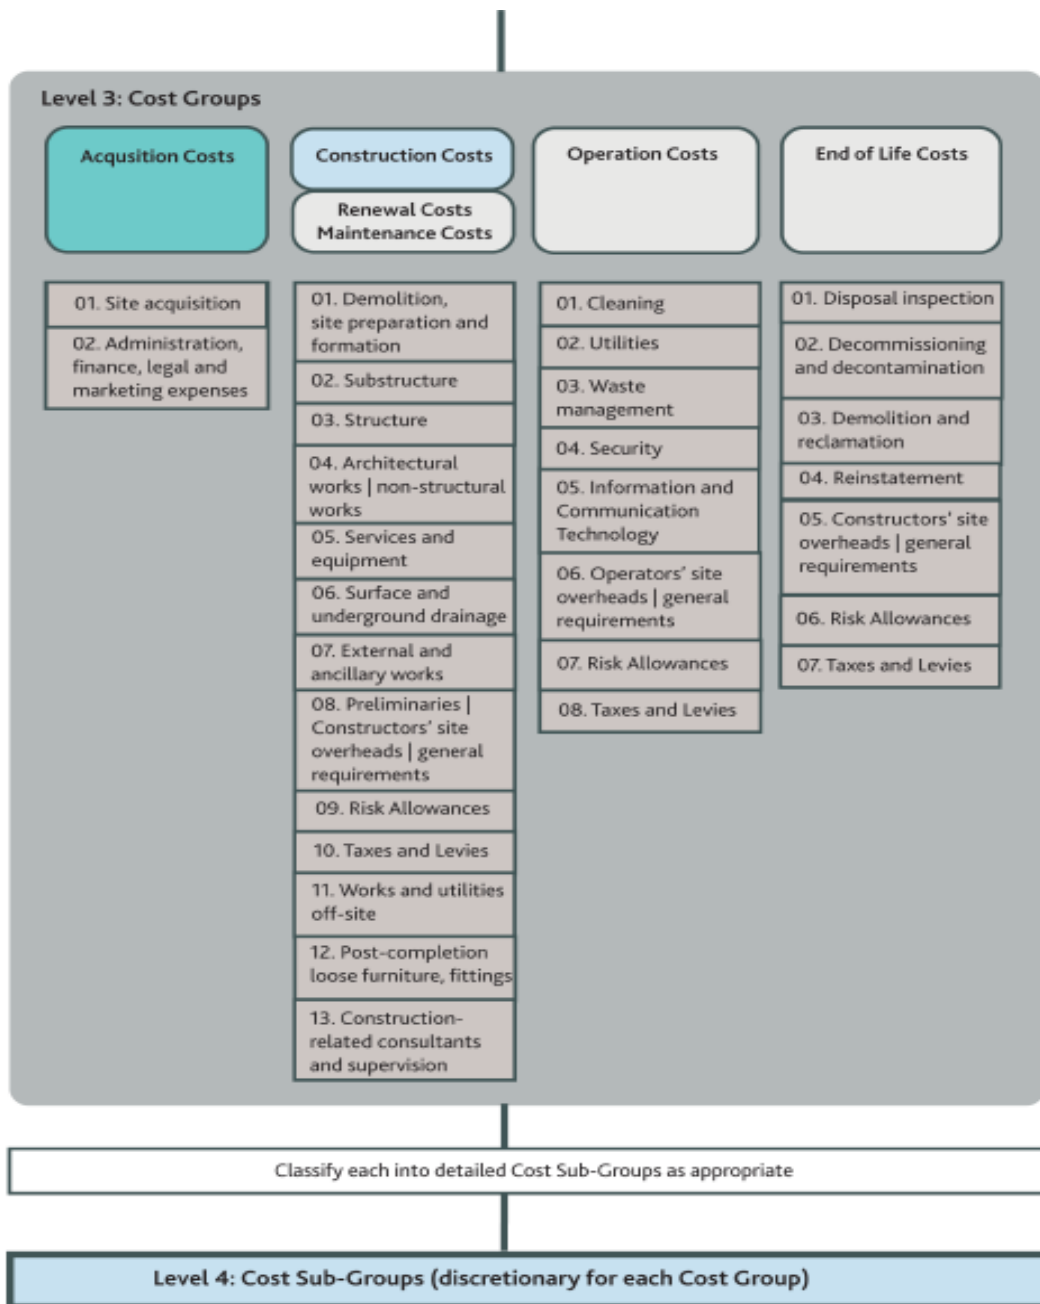 Level 3: Cost Groups
Acqusition Costs
Construction Costs
Renewal Costs
Maintenance Costs
Operation Costs
End of Life Costs
01. Site acquisition
02. Administration,
finance, legal and
marketing expenses
01. Demolition,
site preparation and
formation
02. Substructure
03. Structure
04. Architectural
works | non-structural
works
05. Services and
equipment
06. Surface and
underground drainage
07. External and
ancillary works
08. Preliminaries |
Constructors' site
overheads | general
requirements
09. Risk Allowances
10. Taxes and Levies
11. Works and utilities
off-site
12. Post-completion
loose furniture, fittings
13. Construction-
related consultants
and supervision
01. Cleaning
02. Utilities
03. Waste
management
04. Security
05. Information and
Communication
Technology
06. Operators' site
overheads | general
requirements
07. Risk Allowances
08. Taxes and Levies
01. Disposal inspection
02. Decommissioning
and decontamination
03. Demolition and
reclamation
04. Reinstatement
05. Constructors' site
overheads | general
requirements
06. Risk Allowances
07. Taxes and Levies
Classify each into detailed Cost Sub-Groups as appropriate
Level 4: Cost Sub-Groups (discretionary for each Cost Group)